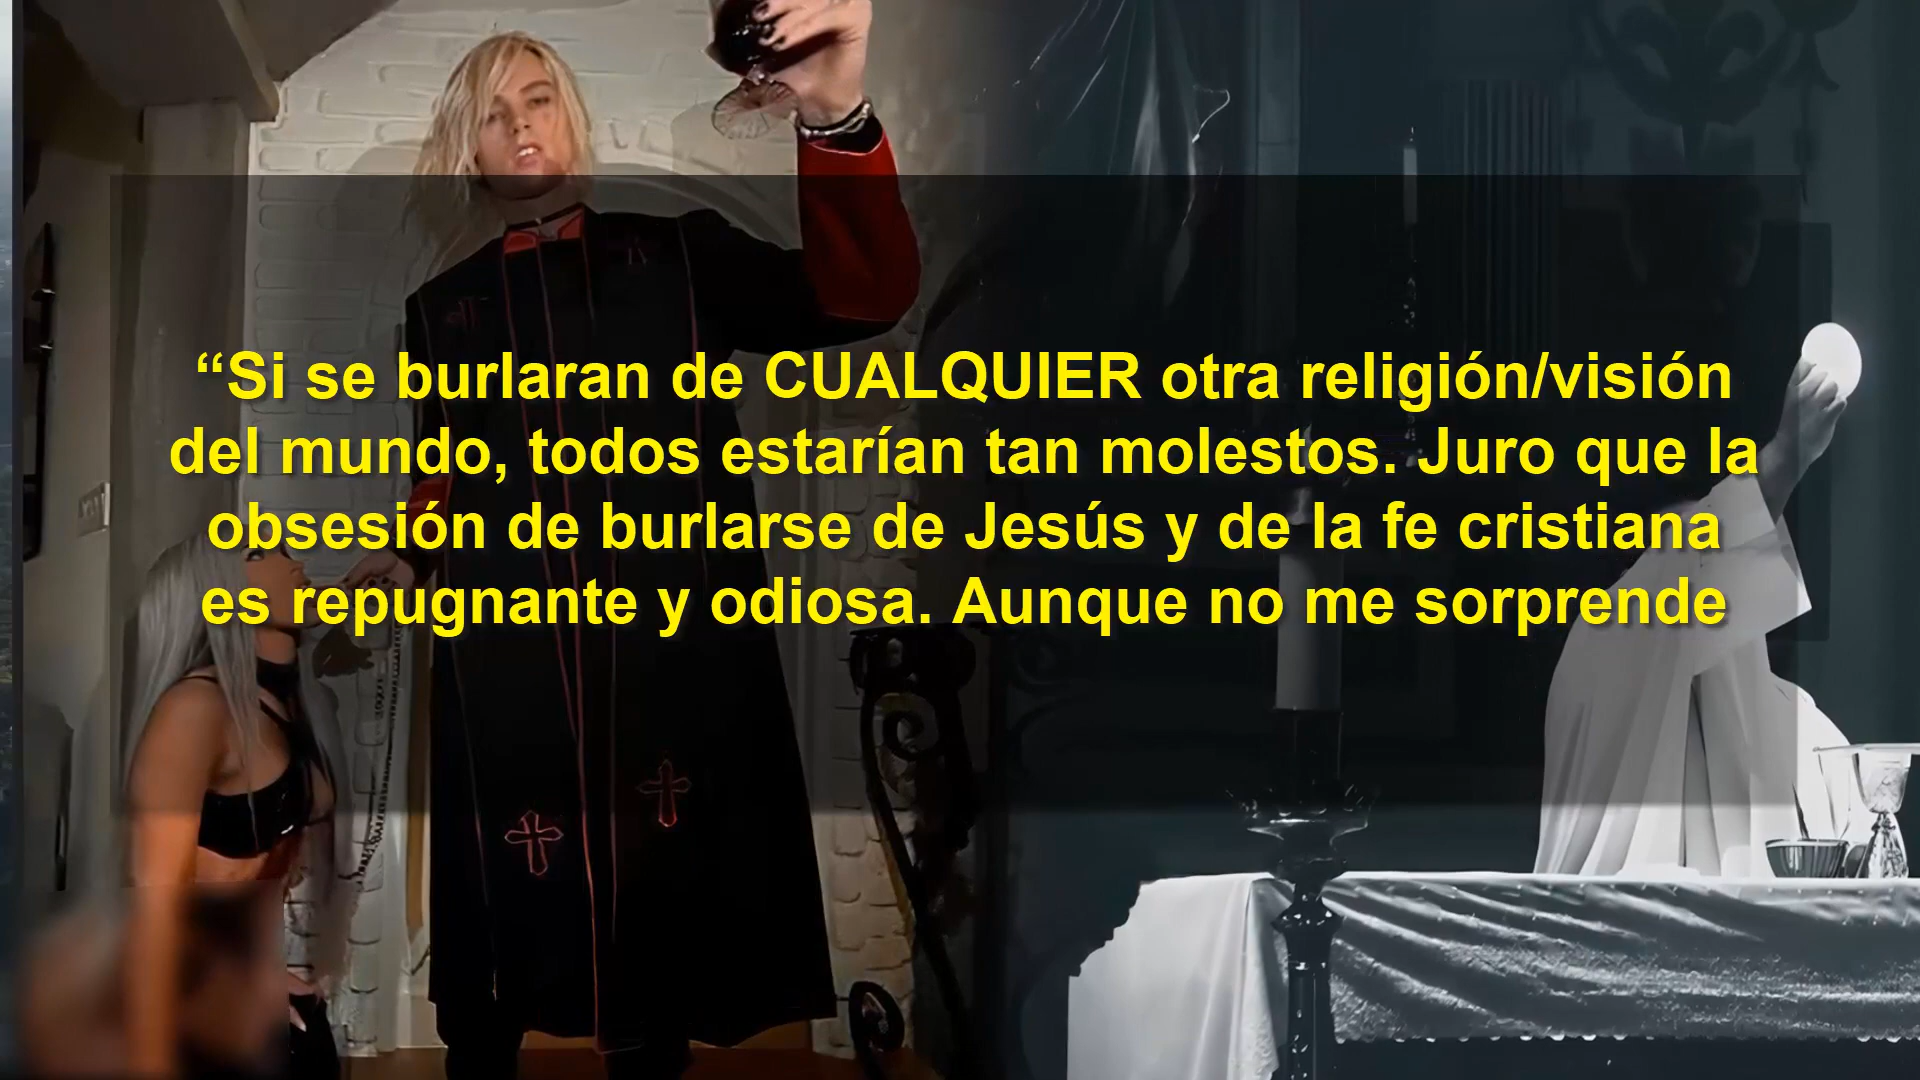 “Si se burlaran de CUALQUIER otra religión/visión
del mundo, todos estarían tan molestos. Juro que la
obsesión de burlarse de Jesús y de la fe cristiana
es repugnante y odiosa. Aunque no me sorprende